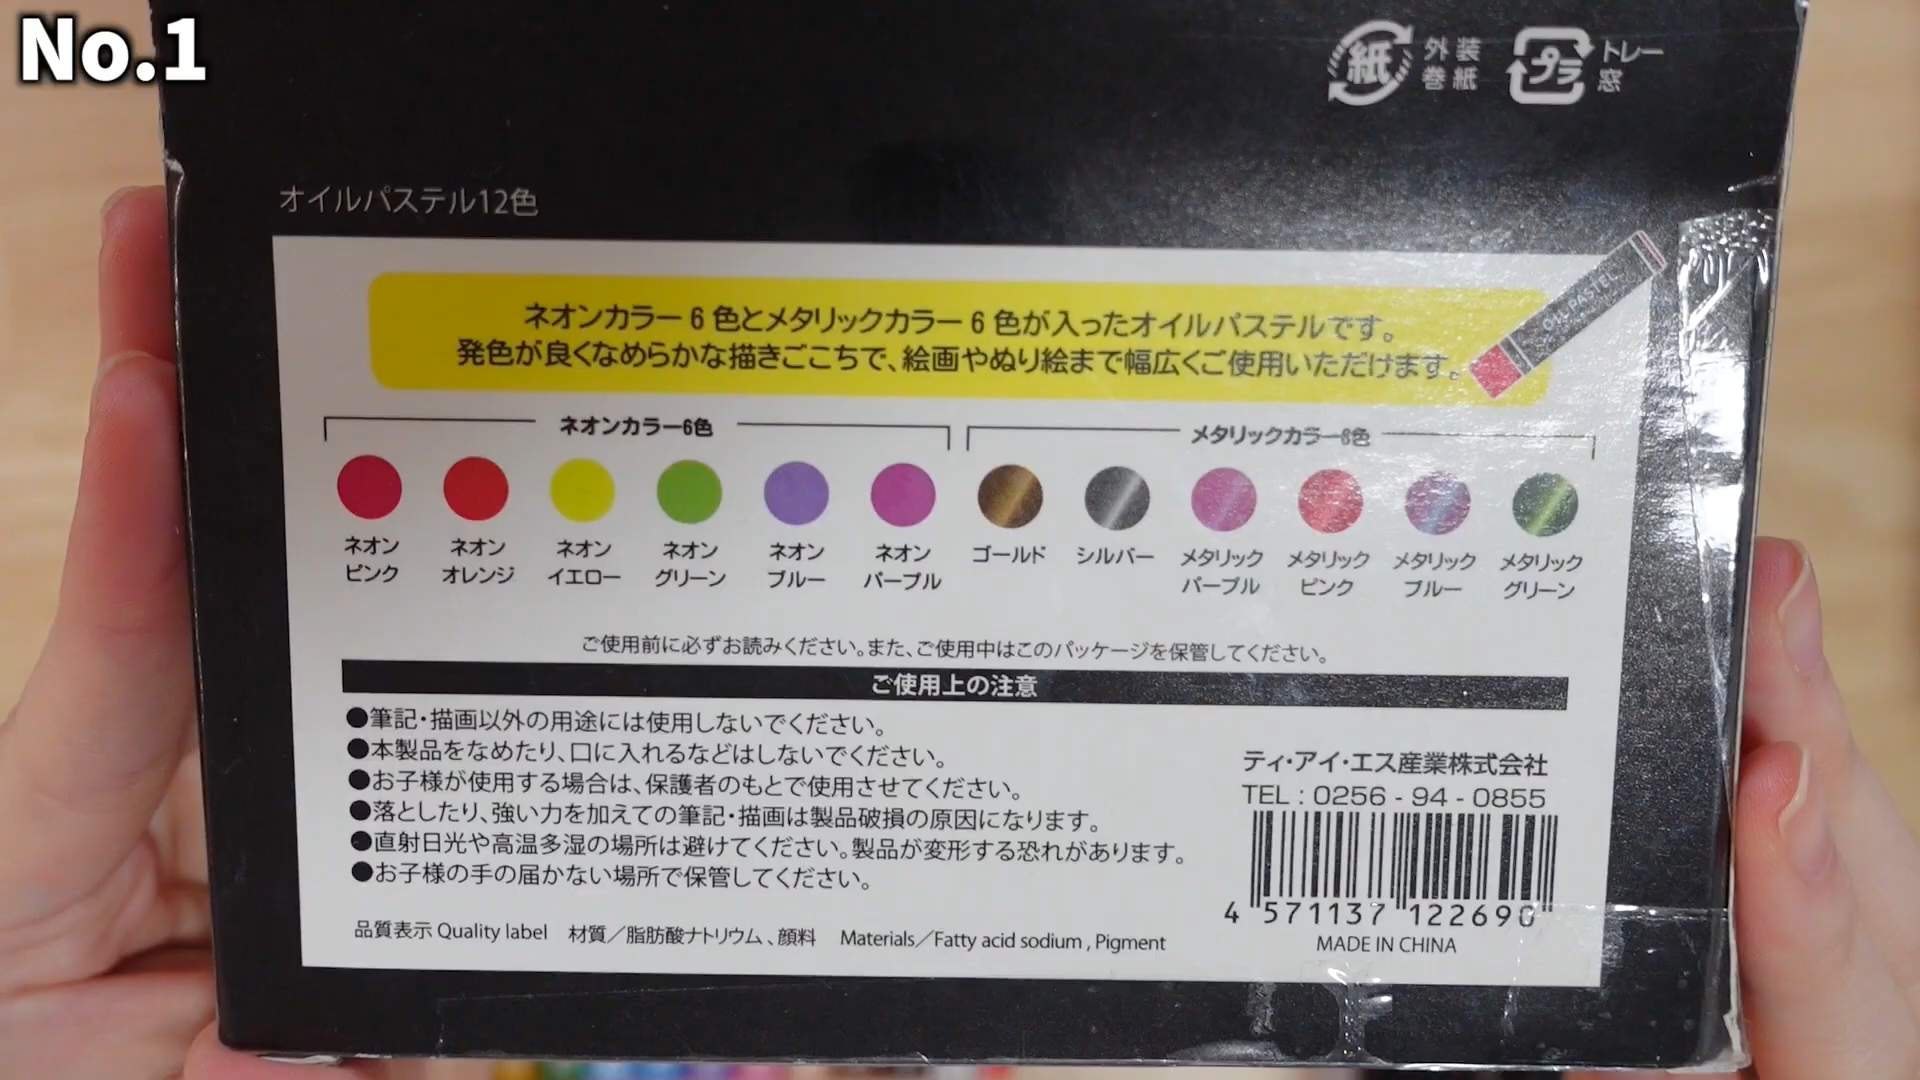 No.1
紙 外装 プラ トレー
巻紙 窓
オイルパステル12色
ネオンカラー6色とメタリックカラー6色が入ったオイルパステルです。
発色が良くなめらかな描きごこちで、絵画やぬり絵まで幅広くご使用いただけます。
OIL PASTEL
ネオンカラー6色 メタリックカラー6色
ネオン ネオン ネオン ネオン ネオン ネオン ゴールド シルバー メタリック メタリック メタリック メタリック
ピンク オレンジ イエロー グリーン ブルー パープル パープル ピンク ブルー グリーン
ご使用前に必ずお読みください。また、ご使用中はこのパッケージを保管してください。
ご使用上の注意
●筆記・描画以外の用途には使用しないでください。
●本製品をなめたり、口に入れるなどはしないでください。
●お子様が使用する場合は、保護者のもとで使用させてください。
●落としたり、強い力を加えての筆記・描画は製品破損の原因になります。
●直射日光や高温多湿の場所は避けてください。製品が変形する恐れがあります。
●お子様の手の届かない場所で保管してください。
ティ・アイ・エス産業株式会社
TEL : 0256 - 94 - 0855
4 571137 122690
MADE IN CHINA
品質表示 Quality label 材質／脂肪酸ナトリウム、顔料 Materials／Fatty acid sodium , Pigment